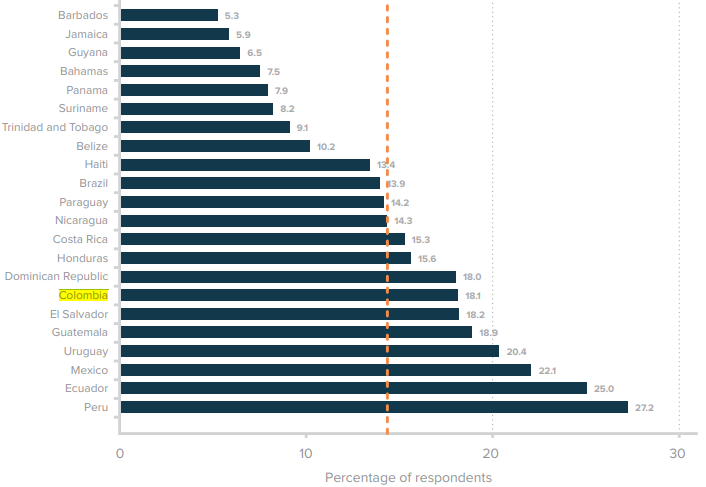 Barbados 5.3
Jamaica 5.9
Guyana 6.5
Bahamas 7.5
Panama 7.9
Suriname 8.2
Trinidad and Tobago 9.1
Belize 10.2
Haiti 13.4
Brazil 13.9
Paraguay 14.2
Nicaragua 14.3
Costa Rica 15.3
Honduras 15.6
Dominican Republic 18.0
Colombia 18.1
El Salvador 18.2
Guatemala 18.9
Uruguay 20.4
Mexico 22.1
Ecuador 25.0
Peru 27.2
0 10 20 30
Percentage of respondents